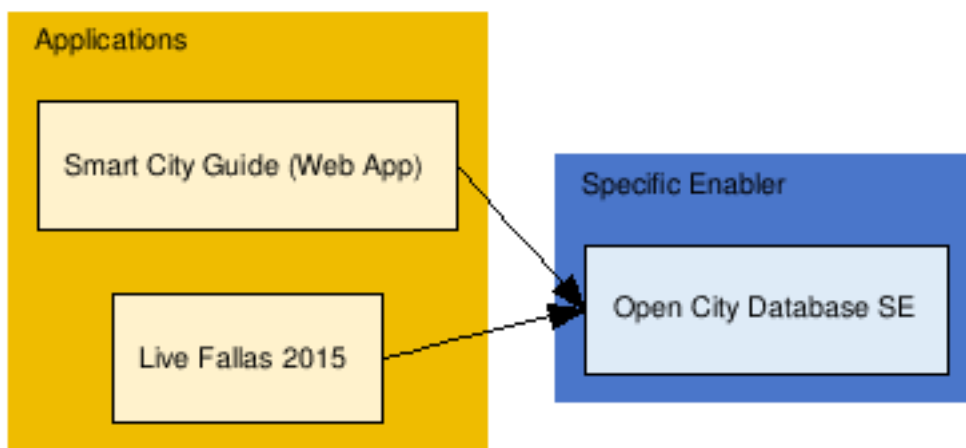 Applications
Smart City Guide (Web App)
Specific Enabler
Open City Database SE
Live Fallas 2015